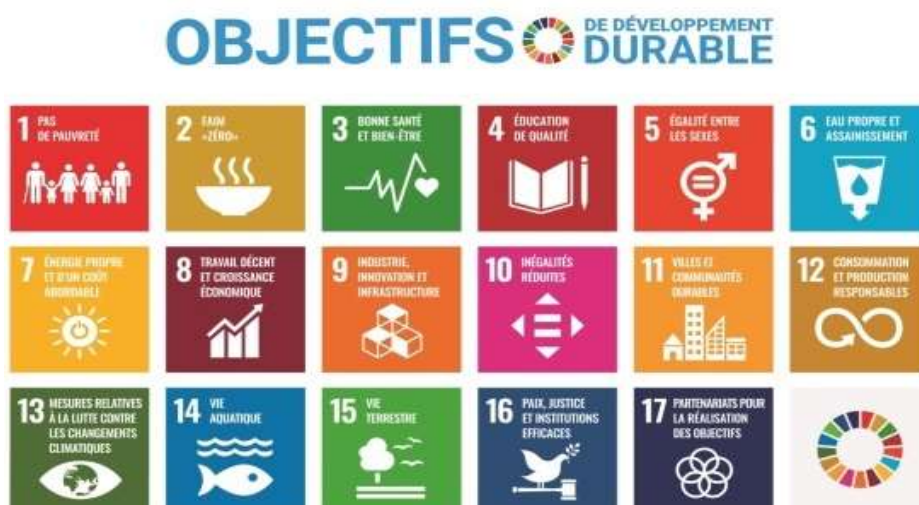 OBJECTIFS
DE DÉVELOPPEMENT
DURABLE
1 PAS
DE PAUVRETÉ
2 FAIM
«ZÉRO»
3 BONNE SANTÉ
ET BIEN-ÊTRE
4 ÉDUCATION
DE QUALITÉ
5 ÉGALITÉ ENTRE
LES SEXES
6 EAU PROPRE ET
ASSAINISSEMENT
7 ÉNERGIE PROPRE
ET D'UN COÛT
ABORDABLE
8 TRAVAIL DÉCENT
ET CROISSANCE
ÉCONOMIQUE
9 INDUSTRIE,
INNOVATION ET
INFRASTRUCTURE
10 INÉGALITÉS
RÉDUITES
11 VILLES ET
COMMUNAUTÉS
DURABLES
12 CONSOMMATION
ET PRODUCTION
RESPONSABLES
13 MESURES RELATIVES
À LA LUTTE CONTRE
LES CHANGEMENTS
CLIMATIQUES
14 VIE
AQUATIQUE
15 VIE
TERRESTRE
16 PAIX, JUSTICE
ET INSTITUTIONS
EFFICACES
17 PARTENARIATS POUR
LA RÉALISATION
DES OBJECTIFS